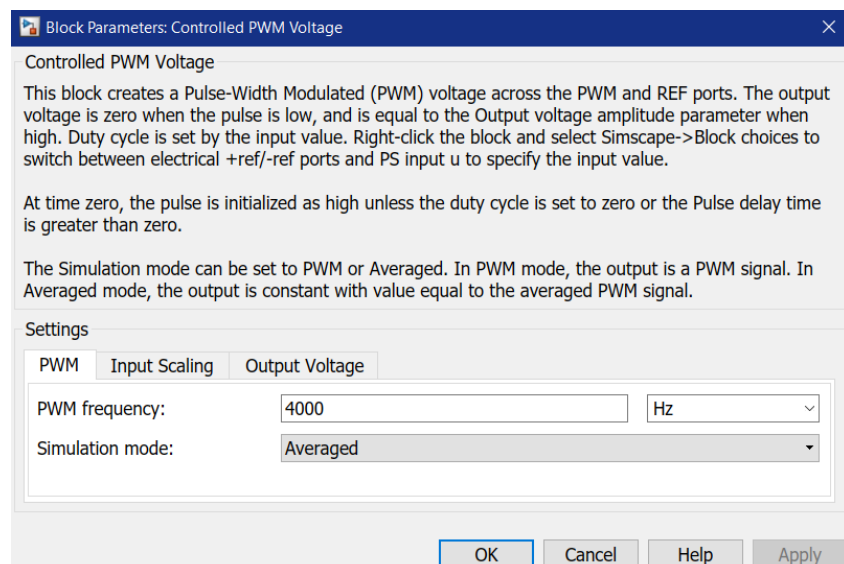 Block Parameters: Controlled PWM Voltage
Controlled PWM Voltage
This block creates a Pulse-Width Modulated (PWM) voltage across the PWM and REF ports. The output
voltage is zero when the pulse is low, and is equal to the Output voltage amplitude parameter when
high. Duty cycle is set by the input value. Right-click the block and select Simscape->Block choices to
switch between electrical +ref/-ref ports and PS input u to specify the input value.
At time zero, the pulse is initialized as high unless the duty cycle is set to zero or the Pulse delay time
is greater than zero.
The Simulation mode can be set to PWM or Averaged. In PWM mode, the output is a PWM signal. In
Averaged mode, the output is constant with value equal to the averaged PWM signal.
Settings
PWM Input Scaling Output Voltage
PWM frequency: 4000 Hz
Simulation mode: Averaged
OK Cancel Help Apply